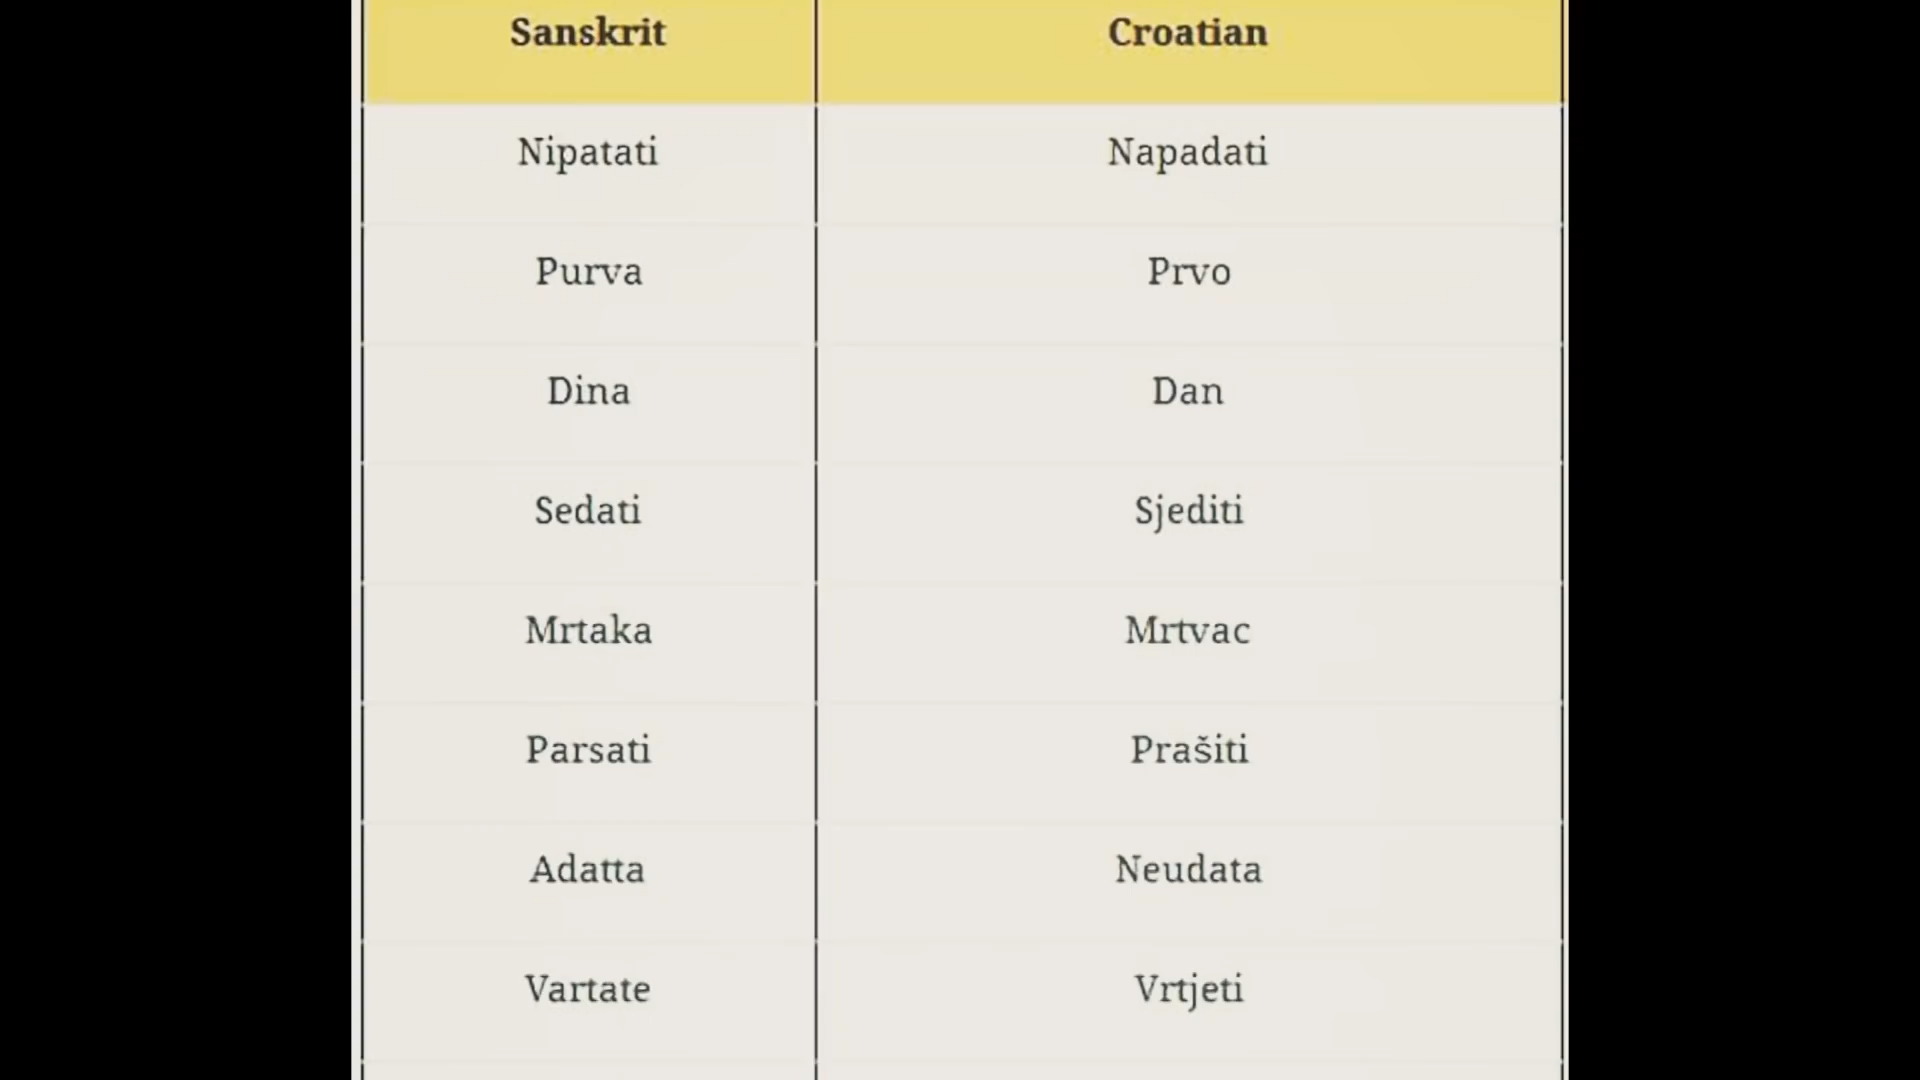 Sanskrit Croatian
Nipatati Napadati
Purva Prvo
Dina Dan
Sedati Sjediti
Mrtaka Mrtvac
Parsati Prašiti
Adatta Neudata
Vartate Vrtjeti